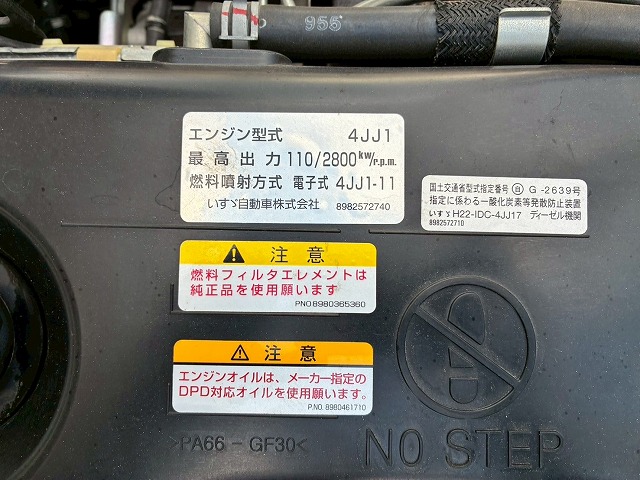 956
エンジン型式 4JJ1
最高出力 110/2800 kW/r.p.m.
燃料噴射方式 電子式 4JJ1-11
いすゞ自動車株式会社 8982572740
国土交通省型式指定番号 自 G-2639号
指定に係わる一酸化炭素等発散防止装置
いすゞ H22-IDC-4JJ17 ディーゼル機関
8982572710
注意
燃料フィルタエレメントは
純正品を使用願います
PNO8980365360
注意
エンジンオイルは、メーカー指定の
DPD対応オイルを使用願います。
P.NO. 8980461710
>PA66-GF30<
NO STEP